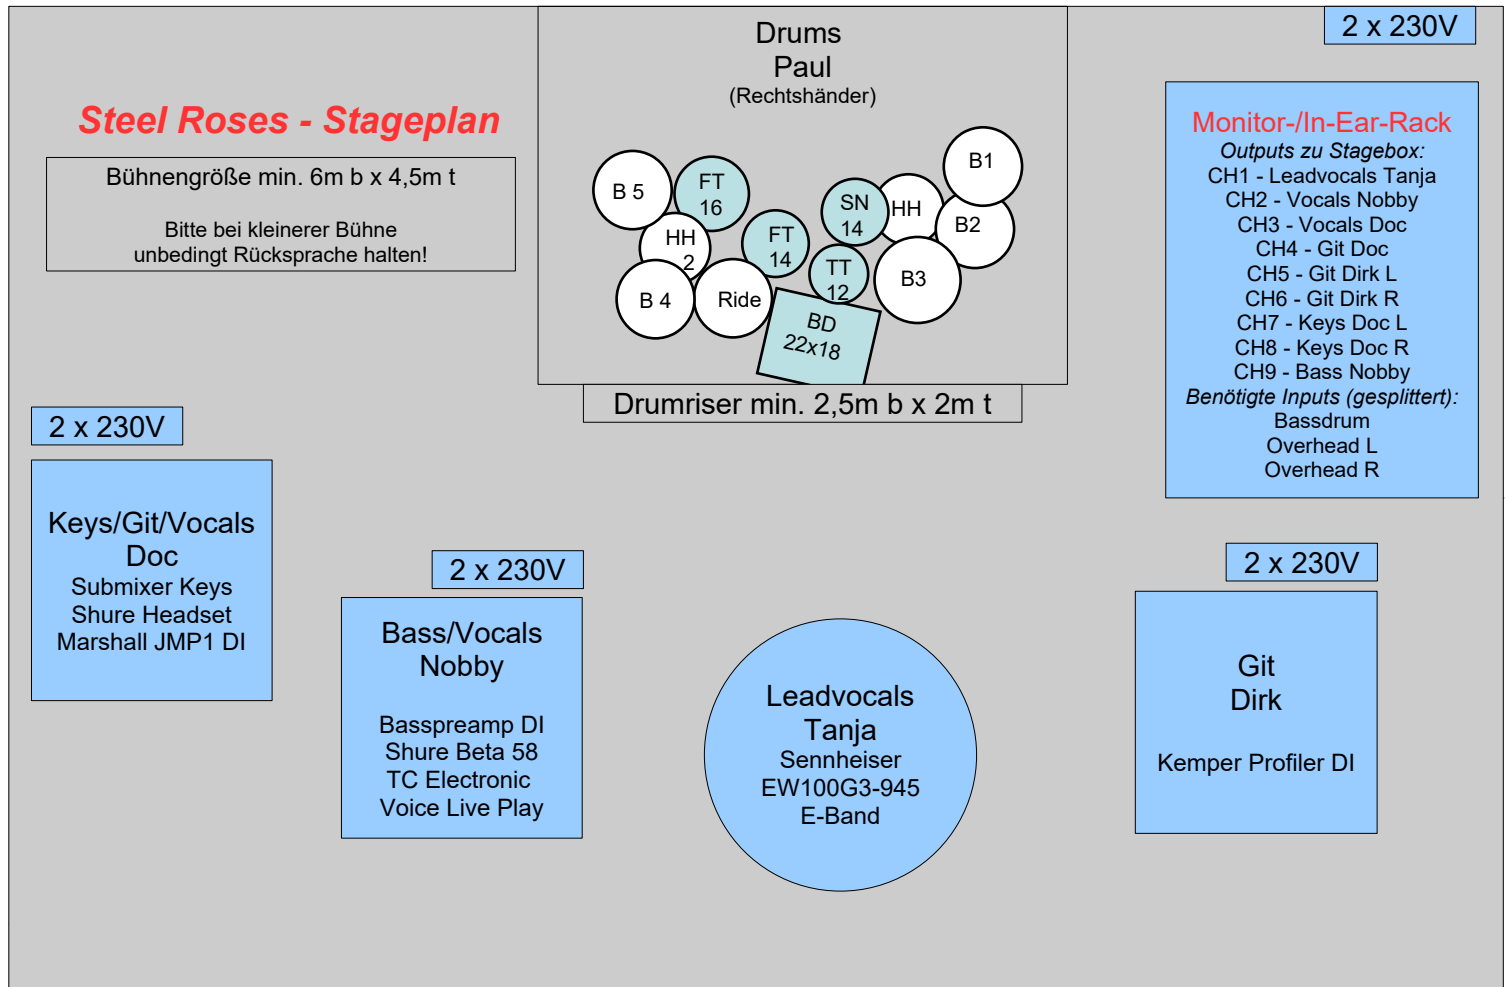 2 x 230V
Drums
Paul
(Rechtshänder)
Steel Roses - Stageplan
Bühnengröße min. 6m b x 4,5m t
Bitte bei kleinerer Bühne
unbedingt Rücksprache halten!
B 5
FT
16
HH
2
B 4
Ride
FT
14
SN
14
HH
B1
B2
B3
TT
12
BD
22x18
Drumriser min. 2,5m b x 2m t
Monitor-/In-Ear-Rack
Outputs zu Stagebox:
CH1 - Leadvocals Tanja
CH2 - Vocals Nobby
CH3 - Vocals Doc
CH4 - Git Doc
CH5 - Git Dirk L
CH6 - Git Dirk R
CH7 - Keys Doc L
CH8 - Keys Doc R
CH9 - Bass Nobby
Benötigte Inputs (gesplittert):
Bassdrum
Overhead L
Overhead R
2 x 230V
Keys/Git/Vocals
Doc
Submixer Keys
Shure Headset
Marshall JMP1 DI
2 x 230V
Bass/Vocals
Nobby
Basspreamp DI
Shure Beta 58
TC Electronic
Voice Live Play
Leadvocals
Tanja
Sennheiser
EW100G3-945
E-Band
2 x 230V
Git
Dirk
Kemper Profiler DI